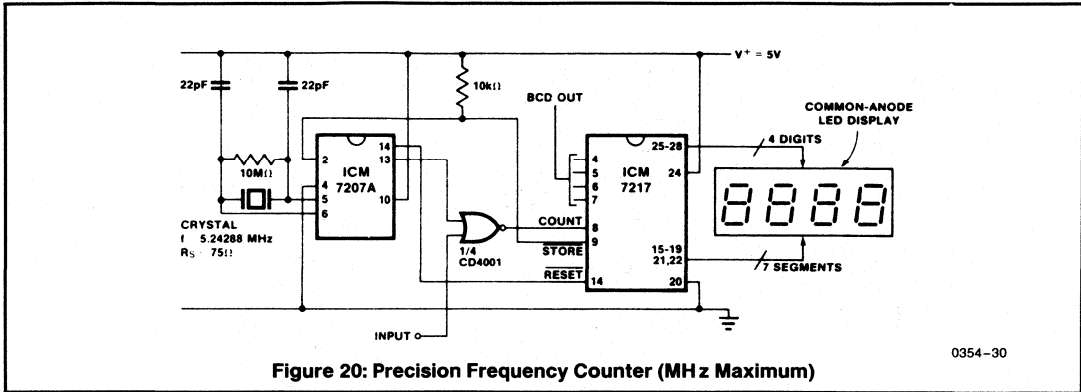 V+ = 5V
22pF
22pF
10kΩ
BCD OUT
COMMON-ANODE
LED DISPLAY
4 DIGITS
10MΩ
ICM
7207A
2
4
5
6
14
13
10
ICM
7217
4
5
6
7
8
9
14
25-28
24
15-19
21,22
20
CRYSTAL
f 5.24288 MHz
RS 75Ω
COUNT
STORE
RESET
1/4
CD4001
7 SEGMENTS
8888
INPUT
0354-30
Figure 20: Precision Frequency Counter (MHz Maximum)